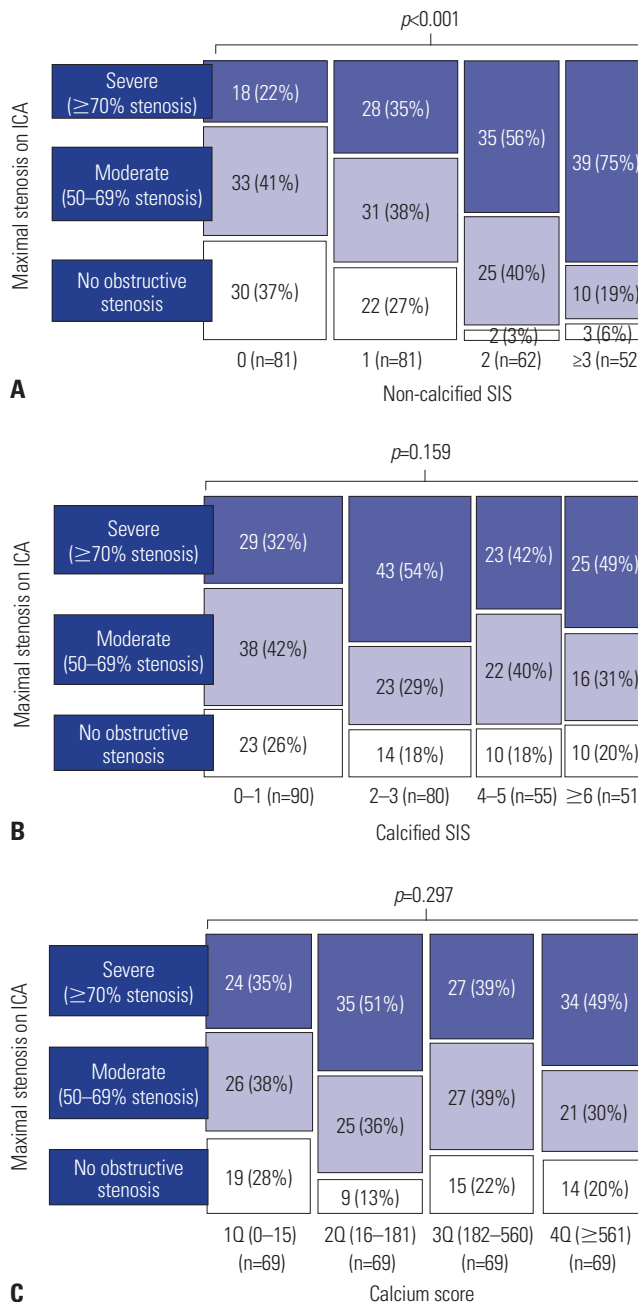 p<0.001
Maximal stenosis on ICA
Severe
(≥70% stenosis)
18 (22%)
28 (35%)
35 (56%)
39 (75%)
Moderate
(50–69% stenosis)
33 (41%)
31 (38%)
25 (40%)
10 (19%)
No obstructive
stenosis
30 (37%)
22 (27%)
2 (3%)
3 (6%)
0 (n=81)
1 (n=81)
2 (n=62)
≥3 (n=52
A
Non-calcified SIS
p=0.159
Maximal stenosis on ICA
Severe
(≥70% stenosis)
29 (32%)
43 (54%)
23 (42%)
25 (49%)
Moderate
(50–69% stenosis)
38 (42%)
23 (29%)
22 (40%)
16 (31%)
No obstructive
stenosis
23 (26%)
14 (18%)
10 (18%)
10 (20%)
0–1 (n=90)
2–3 (n=80)
4–5 (n=55)
≥6 (n=51
B
Calcified SIS
p=0.297
Maximal stenosis on ICA
Severe
(≥70% stenosis)
24 (35%)
35 (51%)
27 (39%)
34 (49%)
Moderate
(50–69% stenosis)
26 (38%)
25 (36%)
27 (39%)
21 (30%)
No obstructive
stenosis
19 (28%)
9 (13%)
15 (22%)
14 (20%)
1Q (0–15)
(n=69)
2Q (16–181)
(n=69)
3Q (182–560)
(n=69)
4Q (≥561)
(n=69)
C
Calcium score